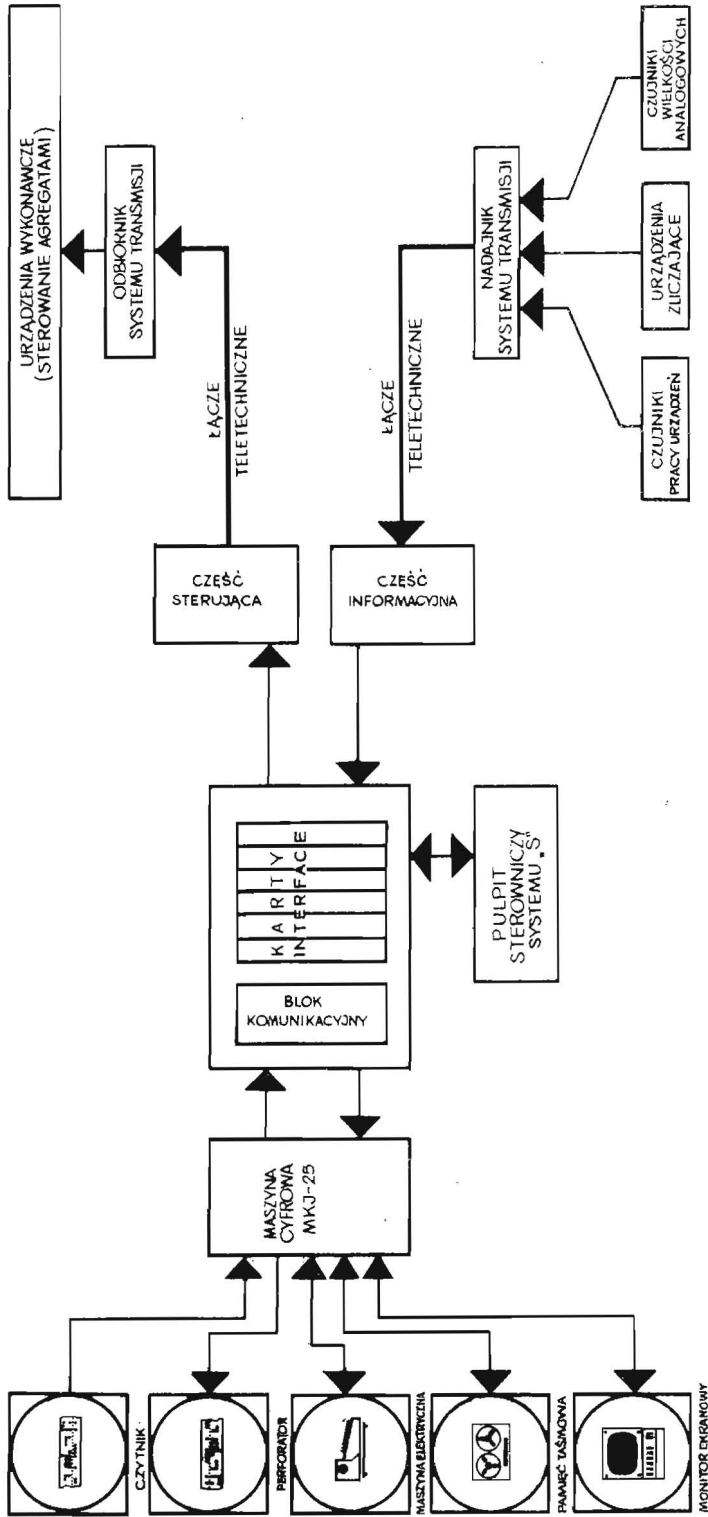 CZYTNIK
PERFORATOR
MASZYNA ELEKTRYCZNA
PAMIĘĆ TAŚMOWA
MONITOR EKRANOWY
MASZYNA
CYFROWA
MKJ-25
BLOK
KOMUNIKACYJNY
KARTY
INTERFACE
PULPIT
STEROWNICZY
SYSTEMU „S"
CZĘŚĆ
STERUJĄCA
CZĘŚĆ
INFORMACYJNA
ŁĄCZE
TELETECHNICZNE
ŁĄCZE
TELETECHNICZNE
URZĄDZENIA WYKONAWCZE
(STEROWANIE AGREGATAMI)
ODBIORNIK
SYSTEMU TRANSMISJI
NADAJNIK
SYSTEMU TRANSMISJI
CZUJNIKI
PRACY URZĄDZEŃ
URZĄDZENIA
ZLICZAJĄCE
CZUJNIKI
WIELKOŚCI
ANALOGOWYCH